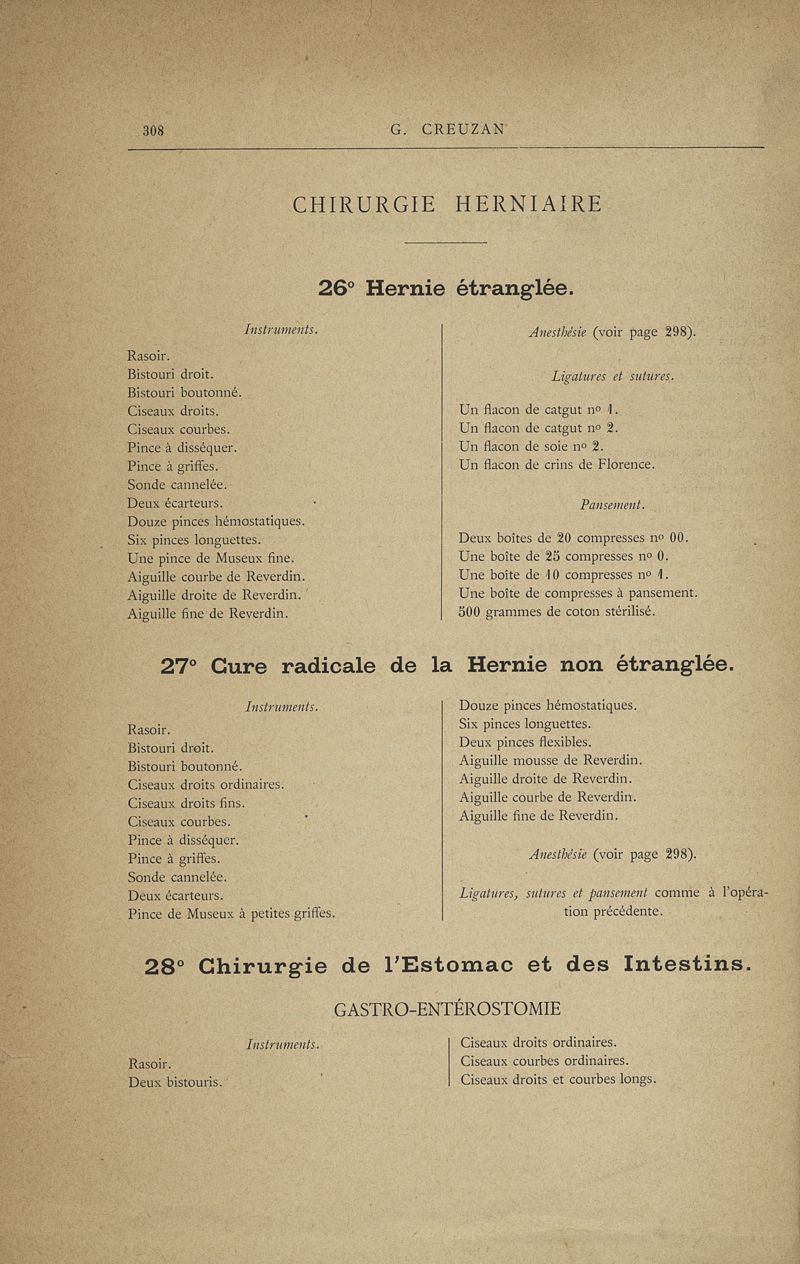 308
G. CREUZAN
CHIRURGIE HERNIAIRE
26° Hernie étranglée.
Instruments.
Rasoir.
Bistouri droit.
Bistouri boutonné.
Ciseaux droits.
Ciseaux courbes.
Pince à disséquer.
Pince à griffes.
Sonde cannelée.
Deux écarteurs.
Douze pinces hémostatiques.
Six pinces longuettes.
Une pince de Museux fine.
Aiguille courbe de Reverdin.
Aiguille droite de Reverdin.
Aiguille fine de Reverdin.
Anesthésie (voir page 298).
Ligatures et sutures.
Un flacon de catgut n° 1.
Un flacon de catgut n° 2.
Un flacon de soie n° 2.
Un flacon de crins de Florence.
Pansement.
Deux boîtes de 20 compresses n° 00.
Une boîte de 25 compresses n° 0.
Une boîte de 10 compresses n° 1.
Une boîte de compresses à pansement.
500 grammes de coton stérilisé.
27° Cure radicale de la Hernie non étranglée.
Instruments.
Rasoir.
Bistouri droit.
Bistouri boutonné.
Ciseaux droits ordinaires.
Ciseaux droits fins.
Ciseaux courbes.
Pince à disséquer.
Pince à griffes.
Sonde cannelée.
Deux écarteurs.
Pince de Museux à petites griffes.
Douze pinces hémostatiques.
Six pinces longuettes.
Deux pinces flexibles.
Aiguille mousse de Reverdin.
Aiguille droite de Reverdin.
Aiguille courbe de Reverdin.
Aiguille fine de Reverdin.
Anesthésie (voir page 298).
Ligatures, sutures et pansement comme à l'opéra-
tion précédente.
28° Chirurgie de l'Estomac et des Intestins.
GASTRO-ENTÉROSTOMIE
Instruments.
Rasoir.
Deux bistouris.
Ciseaux droits ordinaires.
Ciseaux courbes ordinaires.
Ciseaux droits et courbes longs.